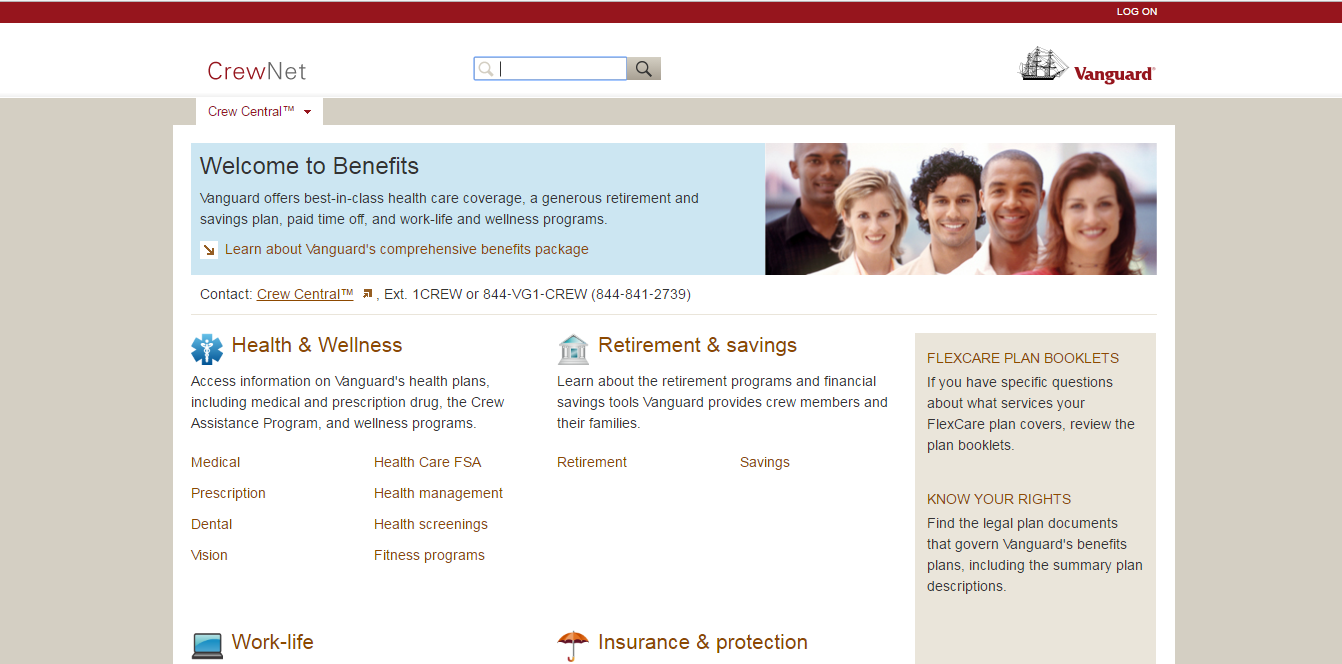 LOG ON
CrewNet
Vanguard®
Crew Central™
Welcome to Benefits
Vanguard offers best-in-class health care coverage, a generous retirement and
savings plan, paid time off, and work-life and wellness programs.
Learn about Vanguard's comprehensive benefits package
Contact: Crew Central™ , Ext. 1CREW or 844-VG1-CREW (844-841-2739)
Health & Wellness
Access information on Vanguard's health plans,
including medical and prescription drug, the Crew
Assistance Program, and wellness programs.
Medical
Health Care FSA
Prescription
Health management
Dental
Health screenings
Vision
Fitness programs
Retirement & savings
Learn about the retirement programs and financial
savings tools Vanguard provides crew members and
their families.
Retirement
Savings
FLEXCARE PLAN BOOKLETS
If you have specific questions
about what services your
FlexCare plan covers, review the
plan booklets.
KNOW YOUR RIGHTS
Find the legal plan documents
that govern Vanguard's benefits
plans, including the summary plan
descriptions.
Work-life
Insurance & protection